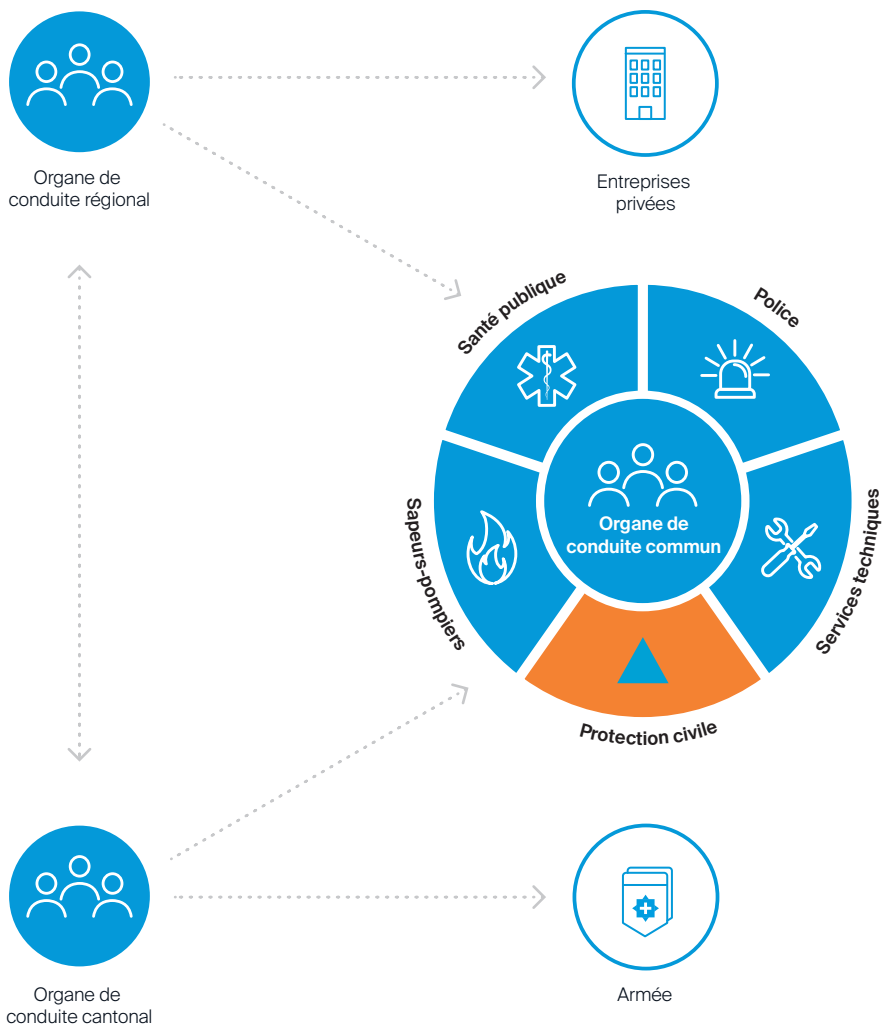 Organe de
conduite régional
Entreprises
privées
Santé publique
Police
Sapeurs-pompiers
Organe de
conduite commun
Services techniques
Protection civile
Organe de
conduite cantonal
Armée